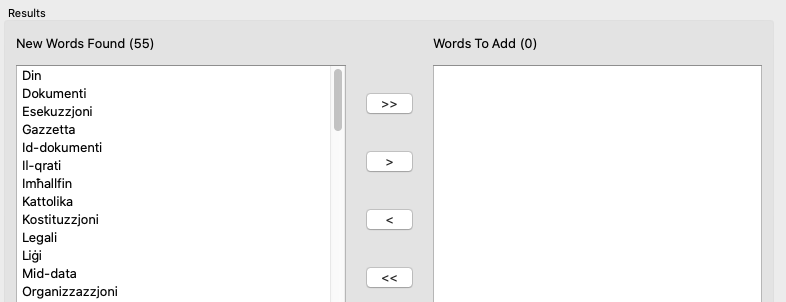 Results
New Words Found (55)
Words To Add (0)
Din
Dokumenti
Esekuzzjoni
Gazzetta
Id-dokumenti
Il-qrati
Imħallfin
Kattolika
Kostituzzjoni
Legali
Liġi
Mid-data
Organizzazzjoni
>>
>
<
<<